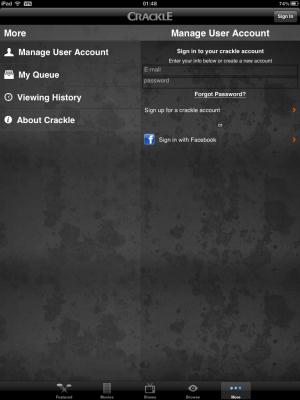 iPad
VPN
01:48
74%
CRACKLE
Sign In
More
Manage User Account
My Queue
Viewing History
About Crackle
Manage User Account
Sign in to your crackle account
Enter your info below or create a new account
E-mail
password
Forgot Password?
Sign up for a crackle account
or
Sign in with Facebook
Featured
Movies
Shows
Browse
More